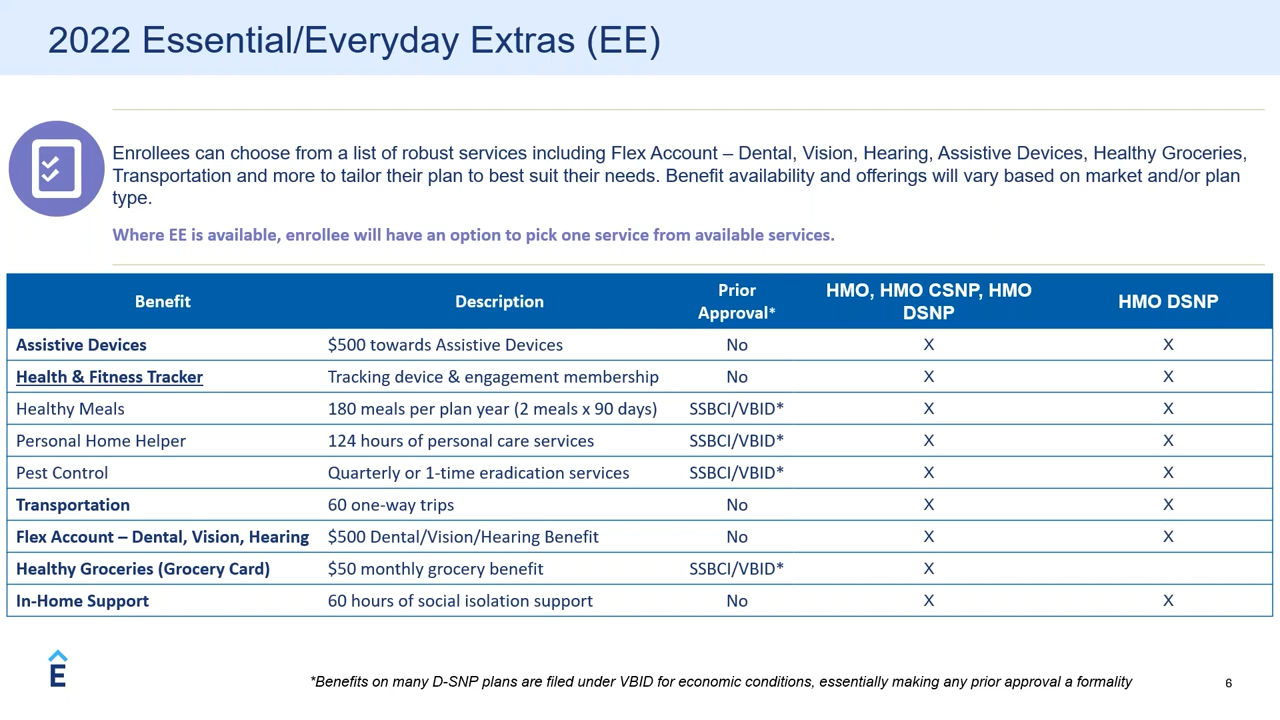 2022 Essential/Everyday Extras (EE)
Enrollees can choose from a list of robust services including Flex Account – Dental, Vision, Hearing, Assistive Devices, Healthy Groceries,
Transportation and more to tailor their plan to best suit their needs. Benefit availability and offerings will vary based on market and/or plan
type.
Where EE is available, enrollee will have an option to pick one service from available services.
Benefit Description Prior Approval* HMO, HMO CSNP, HMO DSNP HMO DSNP
Assistive Devices $500 towards Assistive Devices No X X
Health & Fitness Tracker Tracking device & engagement membership No X X
Healthy Meals 180 meals per plan year (2 meals x 90 days) SSBCI/VBID* X X
Personal Home Helper 124 hours of personal care services SSBCI/VBID* X X
Pest Control Quarterly or 1-time eradication services SSBCI/VBID* X X
Transportation 60 one-way trips No X X
Flex Account – Dental, Vision, Hearing $500 Dental/Vision/Hearing Benefit No X X
Healthy Groceries (Grocery Card) $50 monthly grocery benefit SSBCI/VBID* X
In-Home Support 60 hours of social isolation support No X X
E
*Benefits on many D-SNP plans are filed under VBID for economic conditions, essentially making any prior approval a formality
6